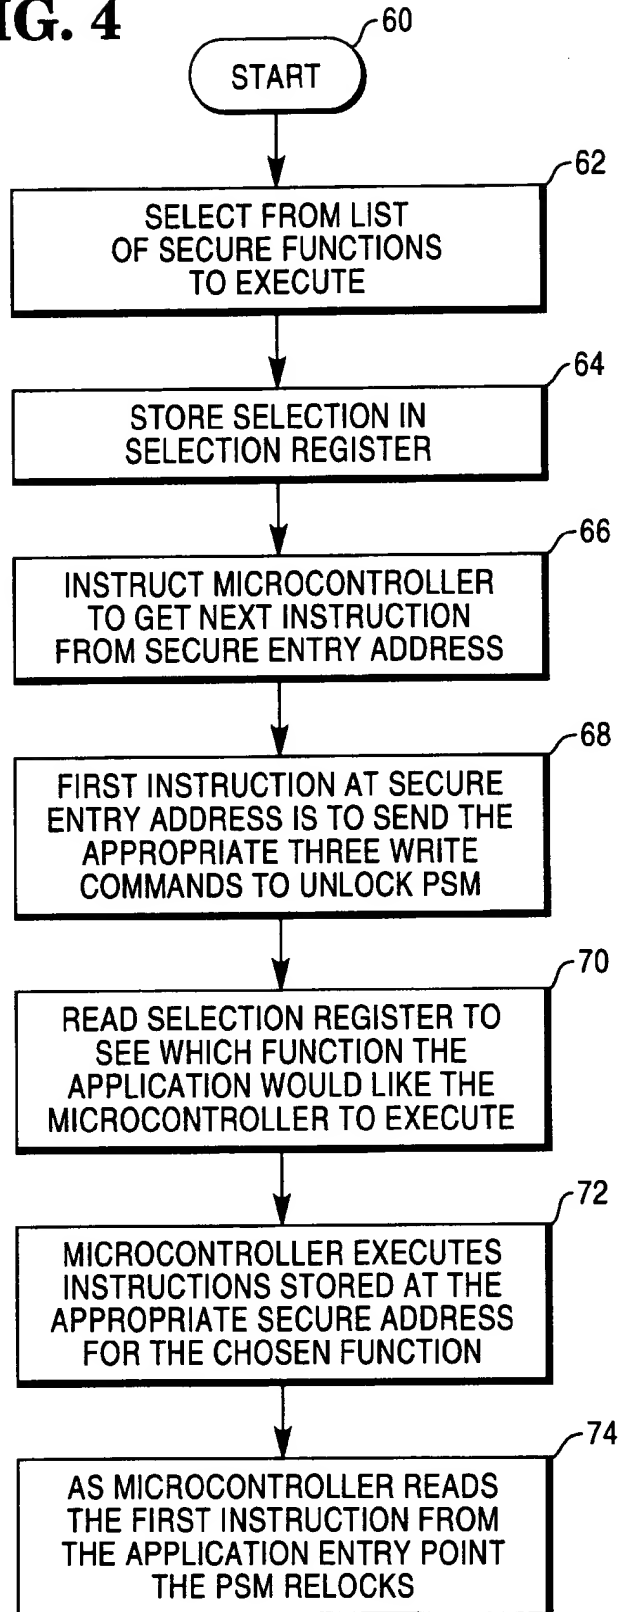 IG. 4
60
START
62
SELECT FROM LIST
OF SECURE FUNCTIONS
TO EXECUTE
64
STORE SELECTION IN
SELECTION REGISTER
66
INSTRUCT MICROCONTROLLER
TO GET NEXT INSTRUCTION
FROM SECURE ENTRY ADDRESS
68
FIRST INSTRUCTION AT SECURE
ENTRY ADDRESS IS TO SEND THE
APPROPRIATE THREE WRITE
COMMANDS TO UNLOCK PSM
70
READ SELECTION REGISTER TO
SEE WHICH FUNCTION THE
APPLICATION WOULD LIKE THE
MICROCONTROLLER TO EXECUTE
72
MICROCONTROLLER EXECUTES
INSTRUCTIONS STORED AT THE
APPROPRIATE SECURE ADDRESS
FOR THE CHOSEN FUNCTION
74
AS MICROCONTROLLER READS
THE FIRST INSTRUCTION FROM
THE APPLICATION ENTRY POINT
THE PSM RELOCKS